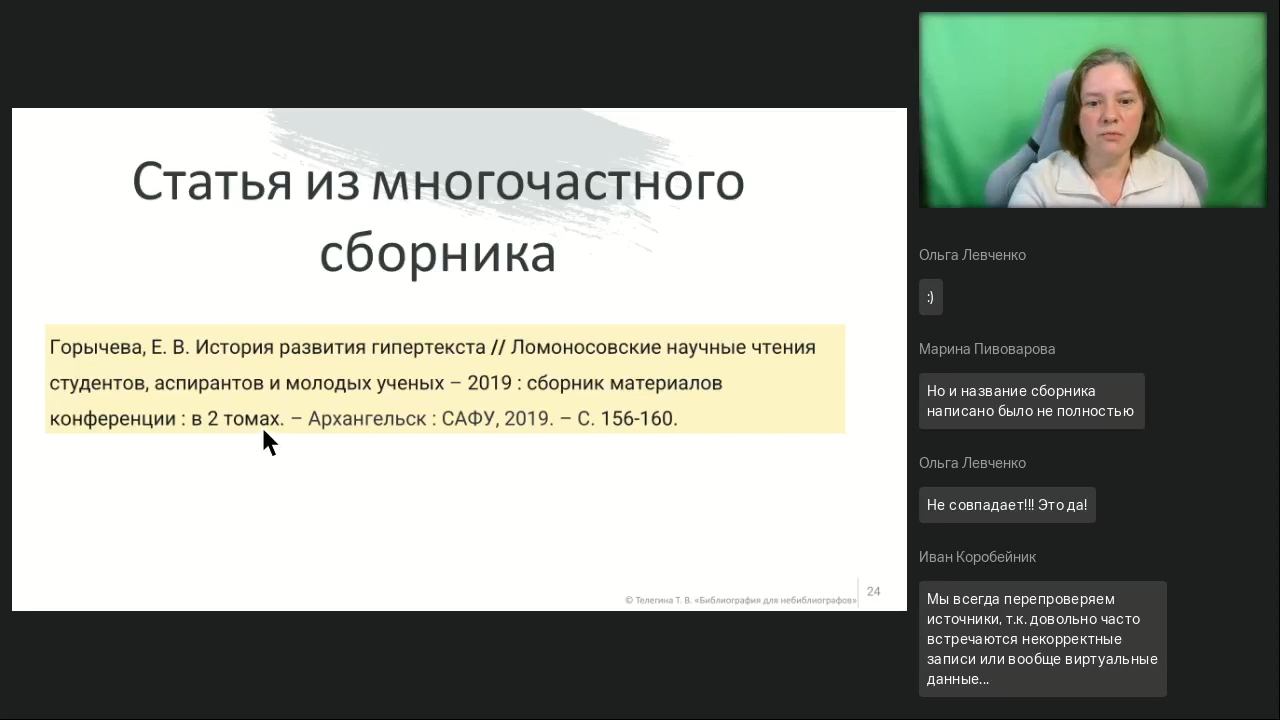 Статья из многочастного
сборника
Горычева, Е. В. История развития гипертекста // Ломоносовские научные чтения
студентов, аспирантов и молодых ученых – 2019 : сборник материалов
конференции : в 2 томах. – Архангельск : САФУ, 2019. – С. 156-160.
© Телегина Т. В. «Библиография для небиблиографов»
24
Ольга Левченко
:)
Марина Пивоварова
Но и название сборника
написано было не полностью
Ольга Левченко
Не совпадает!!! Это да!
Иван Коробейник
Мы всегда перепроверяем
источники, т.к. довольно часто
встречаются некорректные
записи или вообще виртуальные
данные...